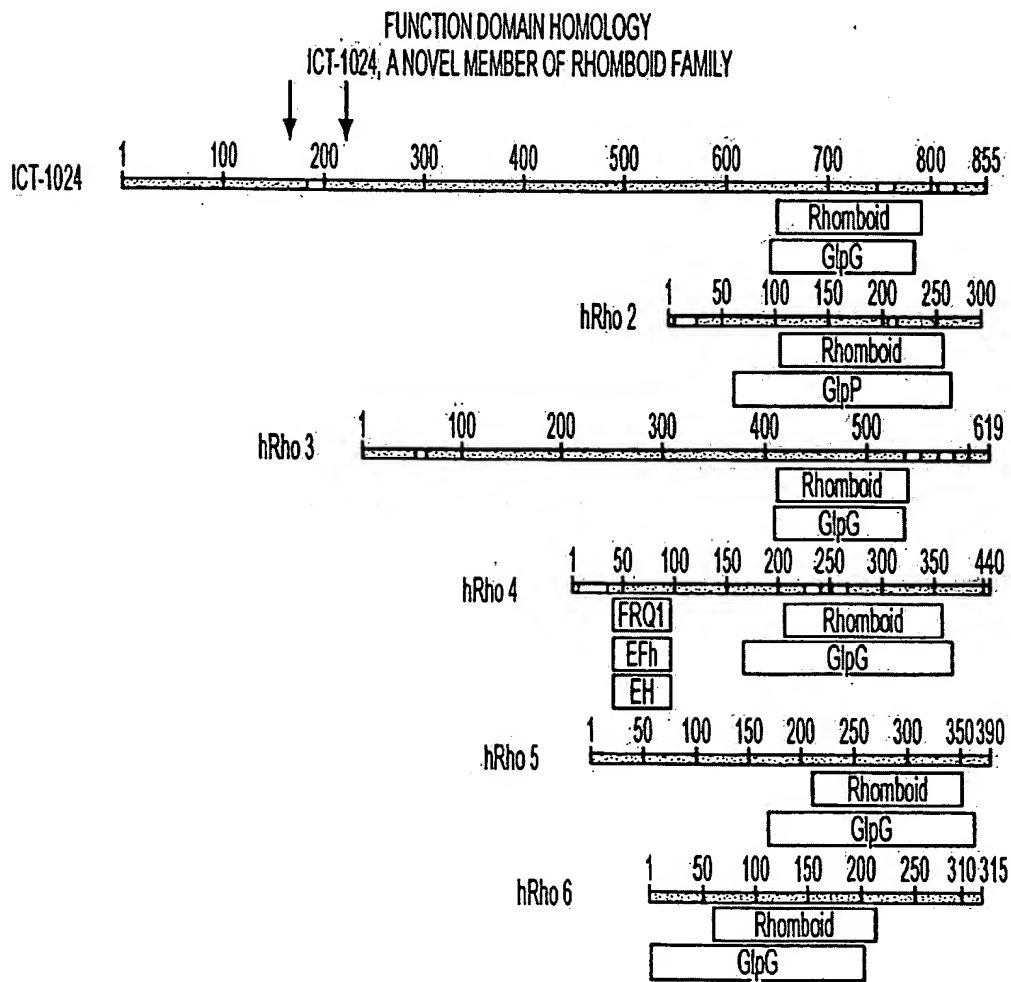 FUNCTION DOMAIN HOMOLOGY
ICT-1024, A NOVEL MEMBER OF RHOMBOID FAMILY
1 100 200 300 400 500 600 700 800 855
ICT-1024
Rhomboid
GlpG
1 50 100 150 200 250 300
hRho 2
Rhomboid
GlpP
1 100 200 300 400 500 619
hRho 3
Rhomboid
GlpG
1 50 100 150 200 250 300 350 440
hRho 4
FRQ1 Rhomboid
EFh GlpG
EH
1 50 100 150 200 250 300 350 390
hRho 5
Rhomboid
GlpG
1 50 100 150 200 250 310 315
hRho 6
Rhomboid
GlpG